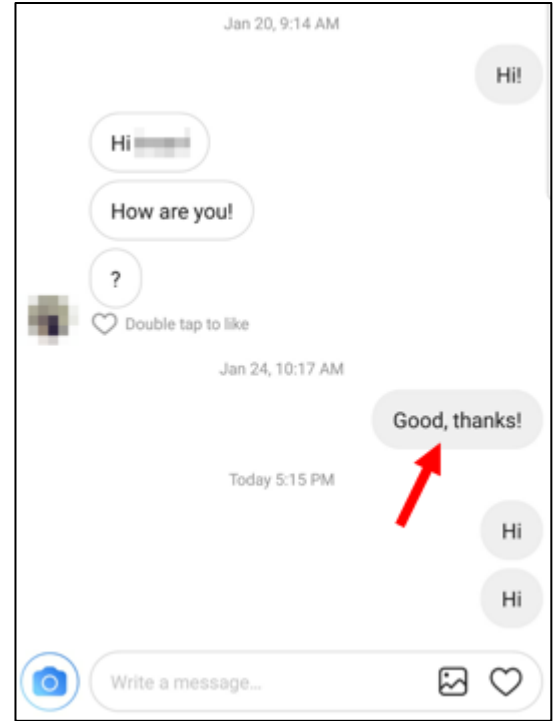 Jan 20, 9:14 AM
Hi!
Hi
How are you!
?
Double tap to like
Jan 24, 10:17 AM
Good, thanks!
Today 5:15 PM
Hi
Hi
Write a message...